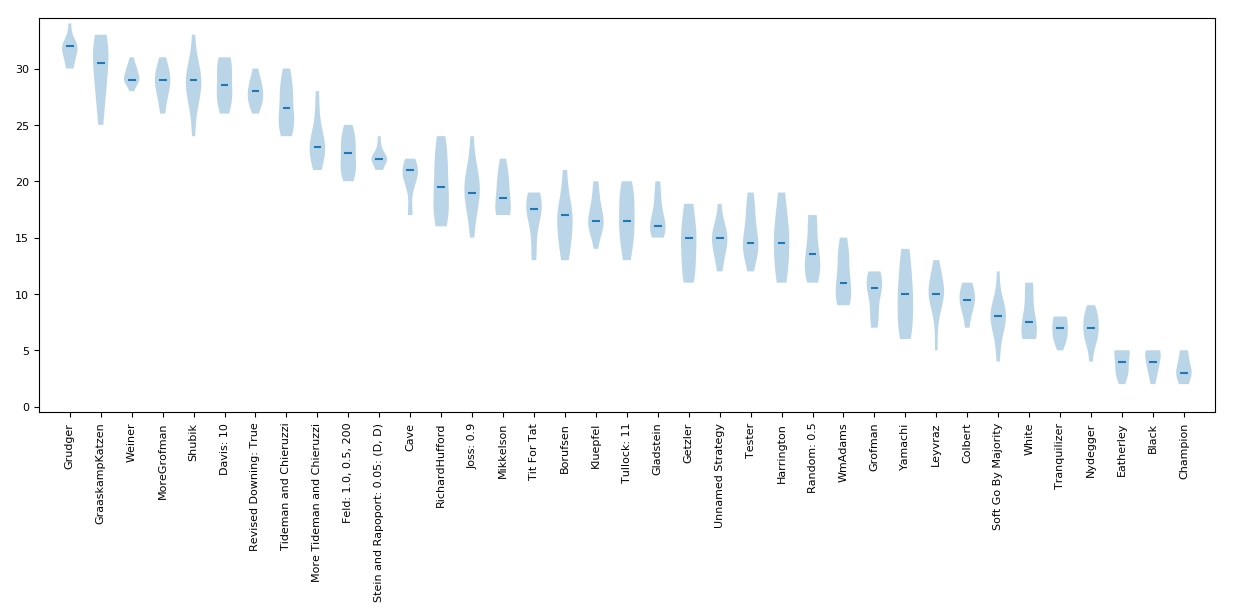 30
25
20
15
10
5
0
Grudger
GraaskampKatzen
Weiner
MoreGrofman
Shubik
Davis: 10
Revised Downing: True
Tideman and Chieruzzi
More Tideman and Chieruzzi
Feld: 1.0, 0.5, 200
Stein and Rapoport: 0.05: (D, D)
Cave
RichardHufford
Joss: 0.9
Mikkelson
Tit For Tat
Borufsen
Kluepfel
Tullock: 11
Gladstein
Getzler
Unnamed Strategy
Tester
Harrington
Random: 0.5
WmAdams
Grofman
Yamachi
Leyvraz
Colbert
Soft Go By Majority
White
Tranquilizer
Nydegger
Eatherley
Black
Champion